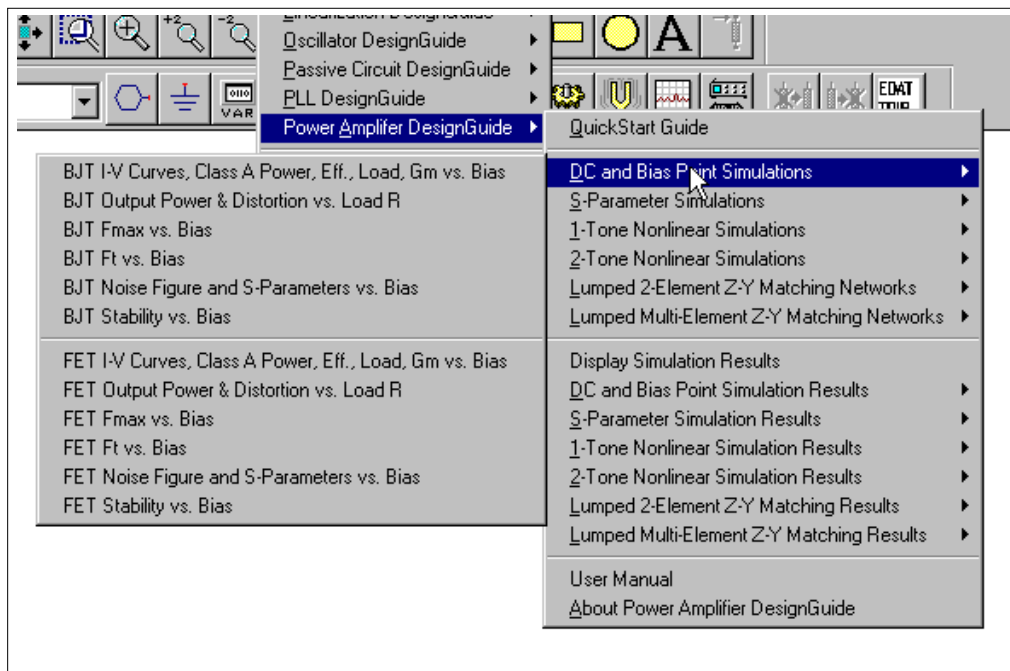 +2
-2
A
Linearization DesignGuide
Oscillator DesignGuide
Passive Circuit DesignGuide
PLL DesignGuide
VAR
EDAT
Power Amplifer DesignGuide
QuickStart Guide
DC and Bias Point Simulations
S-Parameter Simulations
1-Tone Nonlinear Simulations
2-Tone Nonlinear Simulations
Lumped 2-Element Z-Y Matching Networks
Lumped Multi-Element Z-Y Matching Networks
Display Simulation Results
DC and Bias Point Simulation Results
S-Parameter Simulation Results
1-Tone Nonlinear Simulation Results
2-Tone Nonlinear Simulation Results
Lumped 2-Element Z-Y Matching Results
Lumped Multi-Element Z-Y Matching Results
User Manual
About Power Amplifier DesignGuide
BJT I-V Curves, Class A Power, Eff., Load, Gm vs. Bias
BJT Output Power & Distortion vs. Load R
BJT Fmax vs. Bias
BJT Ft vs. Bias
BJT Noise Figure and S-Parameters vs. Bias
BJT Stability vs. Bias
FET I-V Curves, Class A Power, Eff., Load, Gm vs. Bias
FET Output Power & Distortion vs. Load R
FET Fmax vs. Bias
FET Ft vs. Bias
FET Noise Figure and S-Parameters vs. Bias
FET Stability vs. Bias